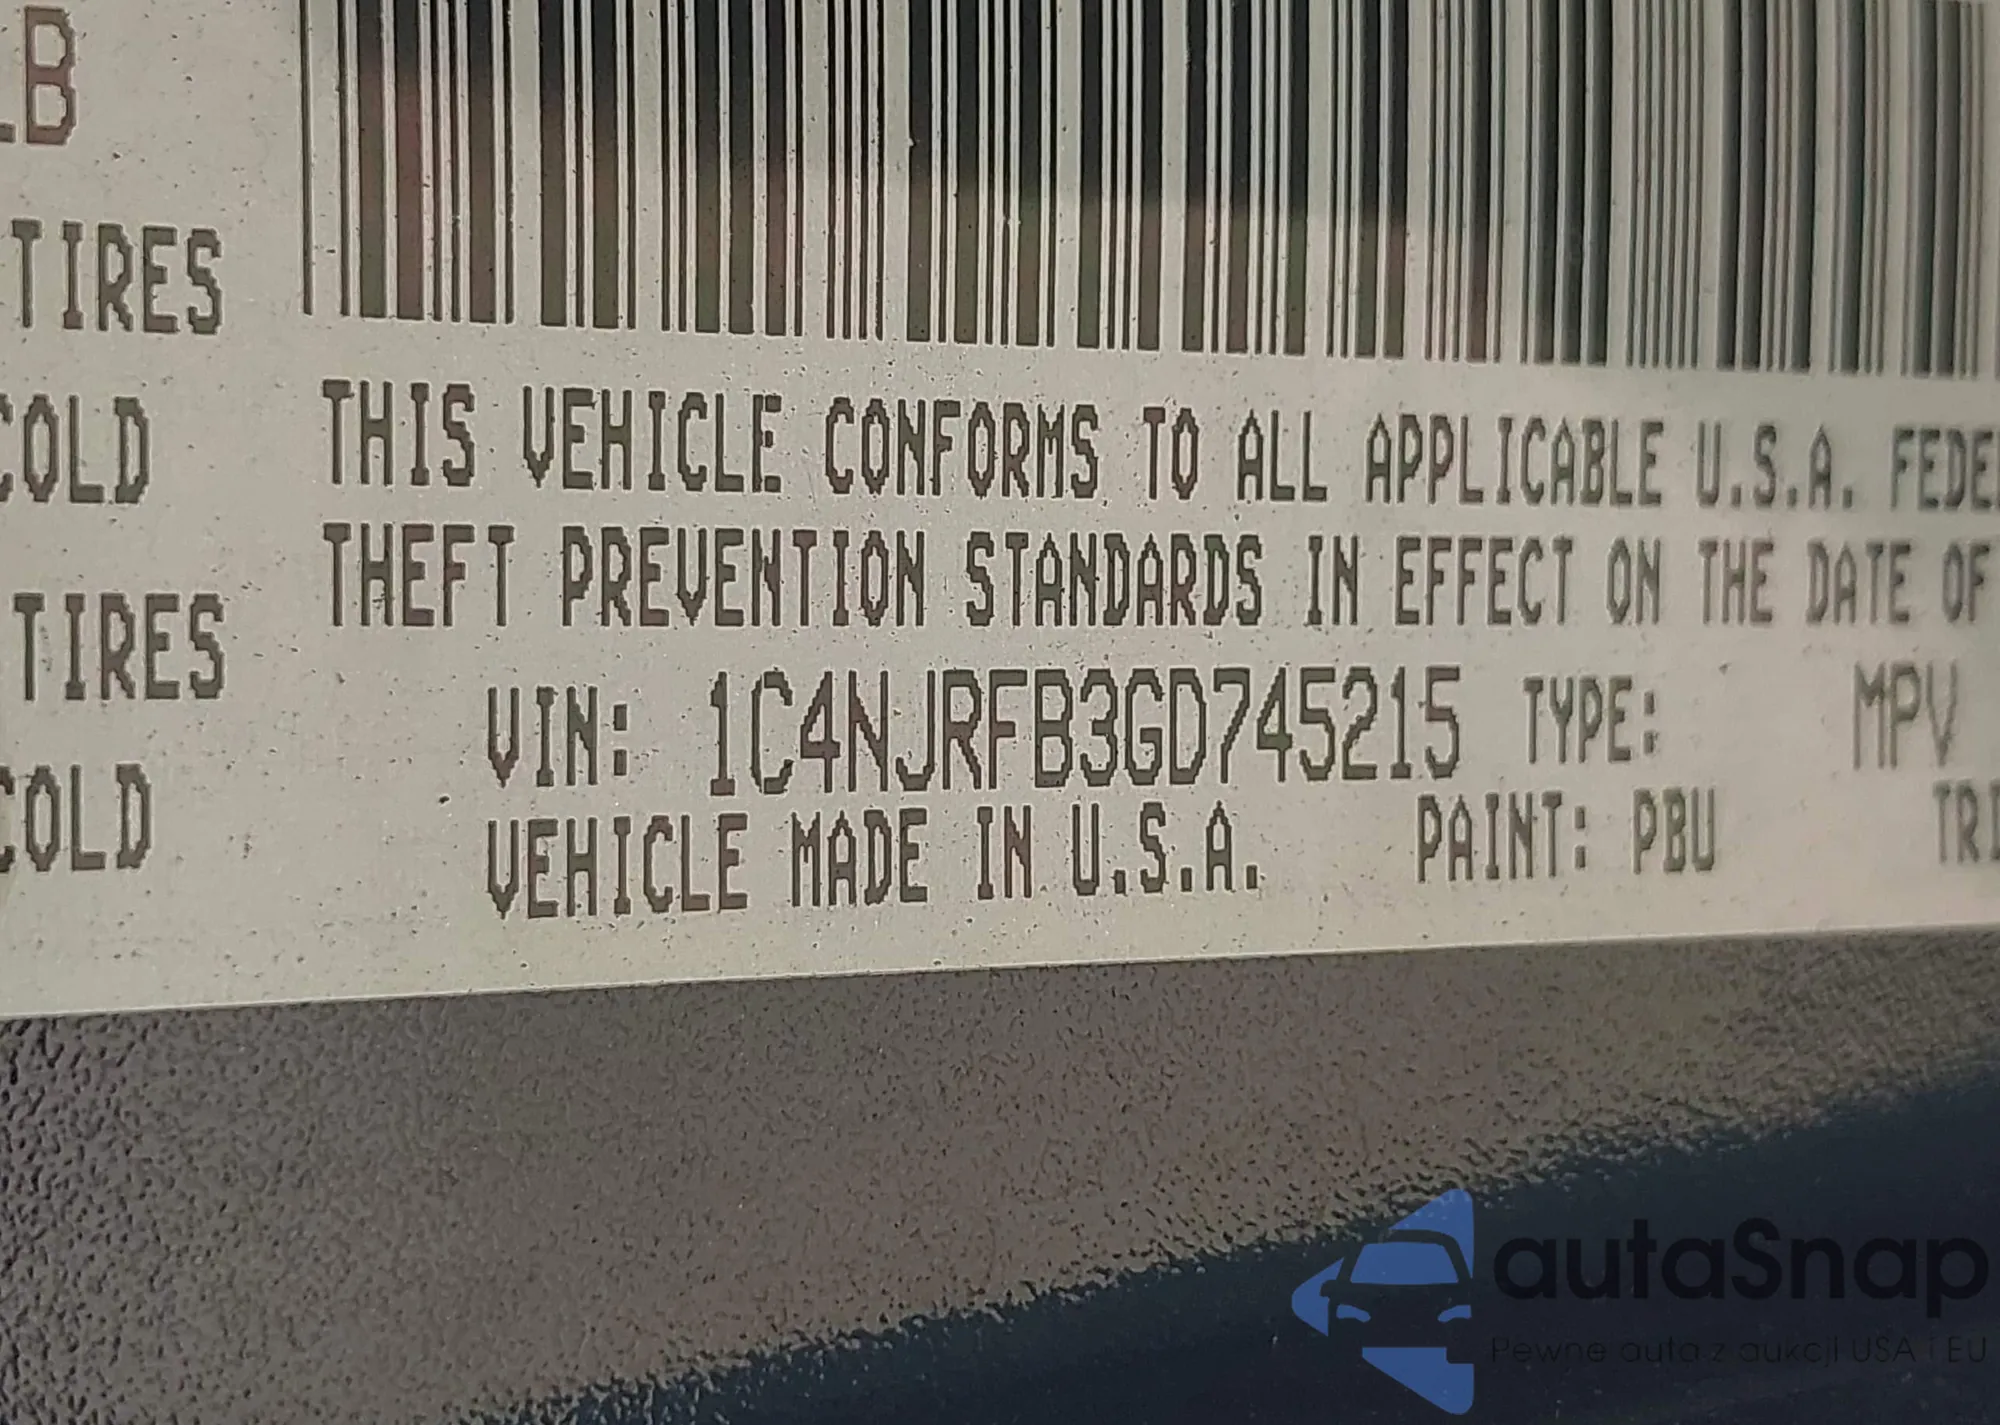 LB
TIRES
COLD
TIRES
COLD
THIS VEHICLE CONFORMS TO ALL APPLICABLE U.S.A. FEDE
THEFT PREVENTION STANDARDS IN EFFECT ON THE DATE OF
VIN: 1C4NJRFB3GD745215 TYPE: MPV
VEHICLE MADE IN U.S.A. PAINT: PBU TRI
autaSnap
Pewne auta z aukcji USA i EU